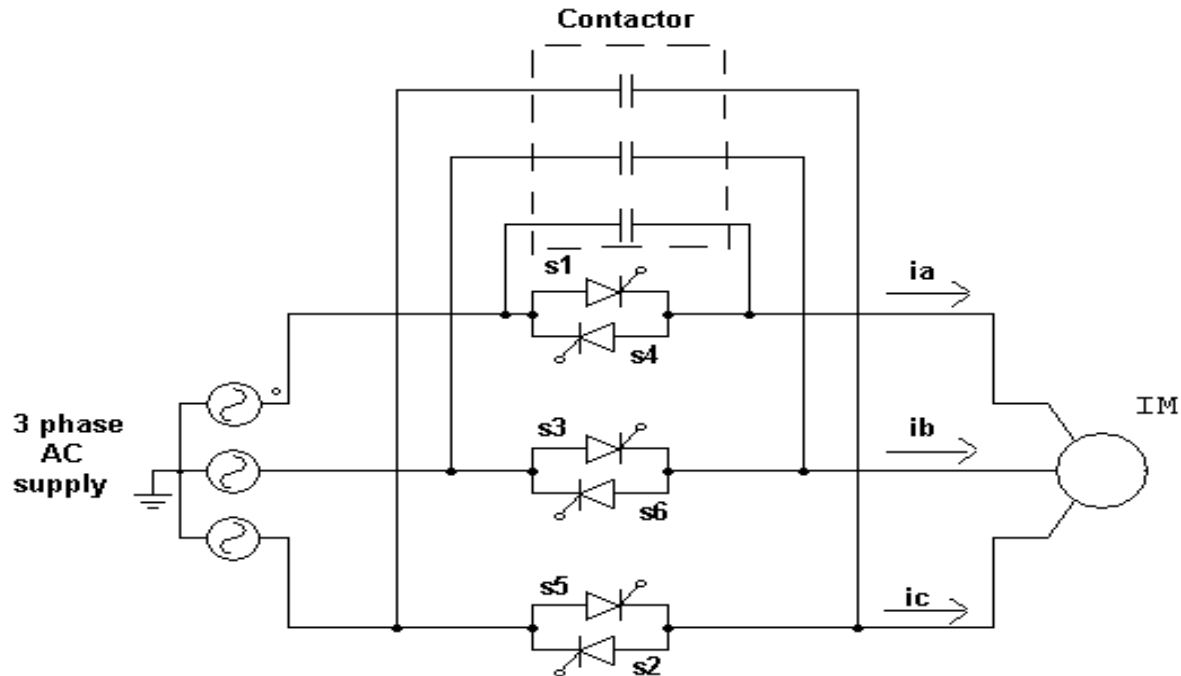 Contactor
s1
ia
s4
3 phase
AC
supply
s3
ib
IM
s6
s5
ic
s2